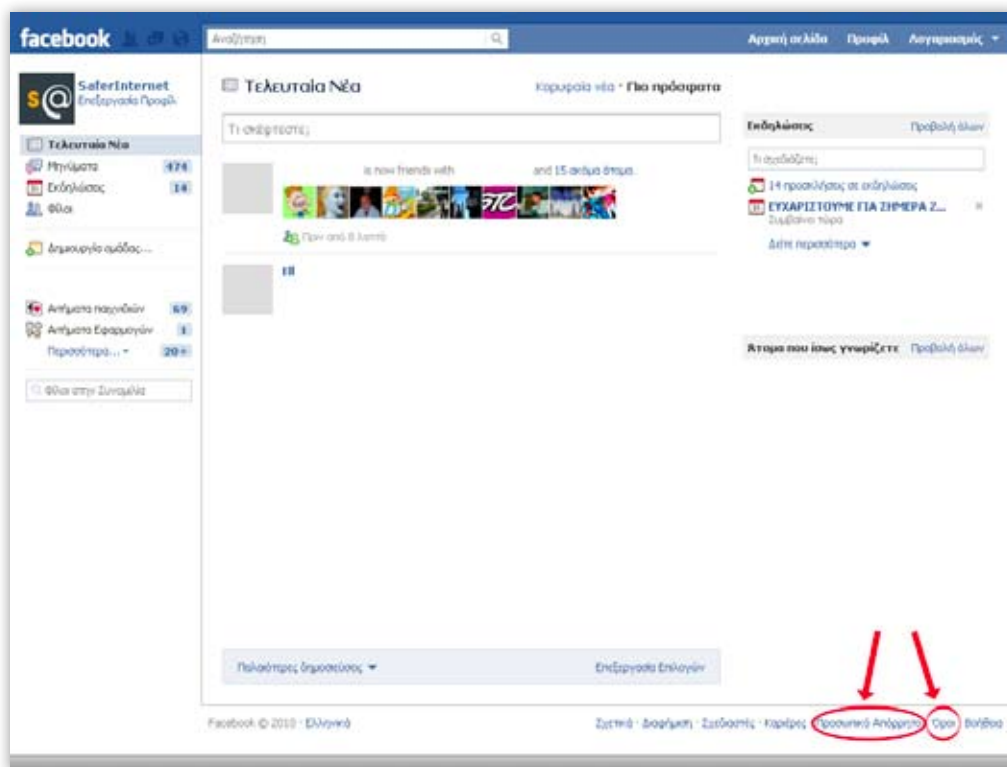 facebook
Αναζήτηση
Αρχική σελίδα Προφίλ Λογαριασμός
s@
SaferInternet
Επεξεργασία Προφίλ
Τελευταία Νέα
Μηνύματα 474
Εκδηλώσεις 14
Φίλοι
Δημιουργία ομάδας...
Αιτήματα παιχνιδιών 69
Αιτήματα Εφαρμογών 1
Περισσότερα... 20+
Φίλοι στην Συνομιλία
Τελευταία Νέα
Κορυφαία νέα · Πιο πρόσφατα
Τι σκέφτεστε;
is now friends with and 15 ακόμα άτομα.
Πριν από 8 λεπτά
Παλαιότερες δημοσιεύσεις
Επεξεργασία Επιλογών
Εκδηλώσεις Προβολή όλων
Τι σχεδιάζετε;
14 προσκλήσεις σε εκδηλώσεις
ΕΥΧΑΡΙΣΤΟΥΜΕ ΓΙΑ ΣΗΜΕΡΑ Σ...
Συμβαίνει τώρα
Δείτε περισσότερα
Άτομα που ίσως γνωρίζετε Προβολή όλων
Facebook © 2010 · Ελληνικά
Σχετικά · Διαφήμιση · Σχεδιαστές · Καριέρες · Προσωπικό Απόρρητο · Όροι · Βοήθεια